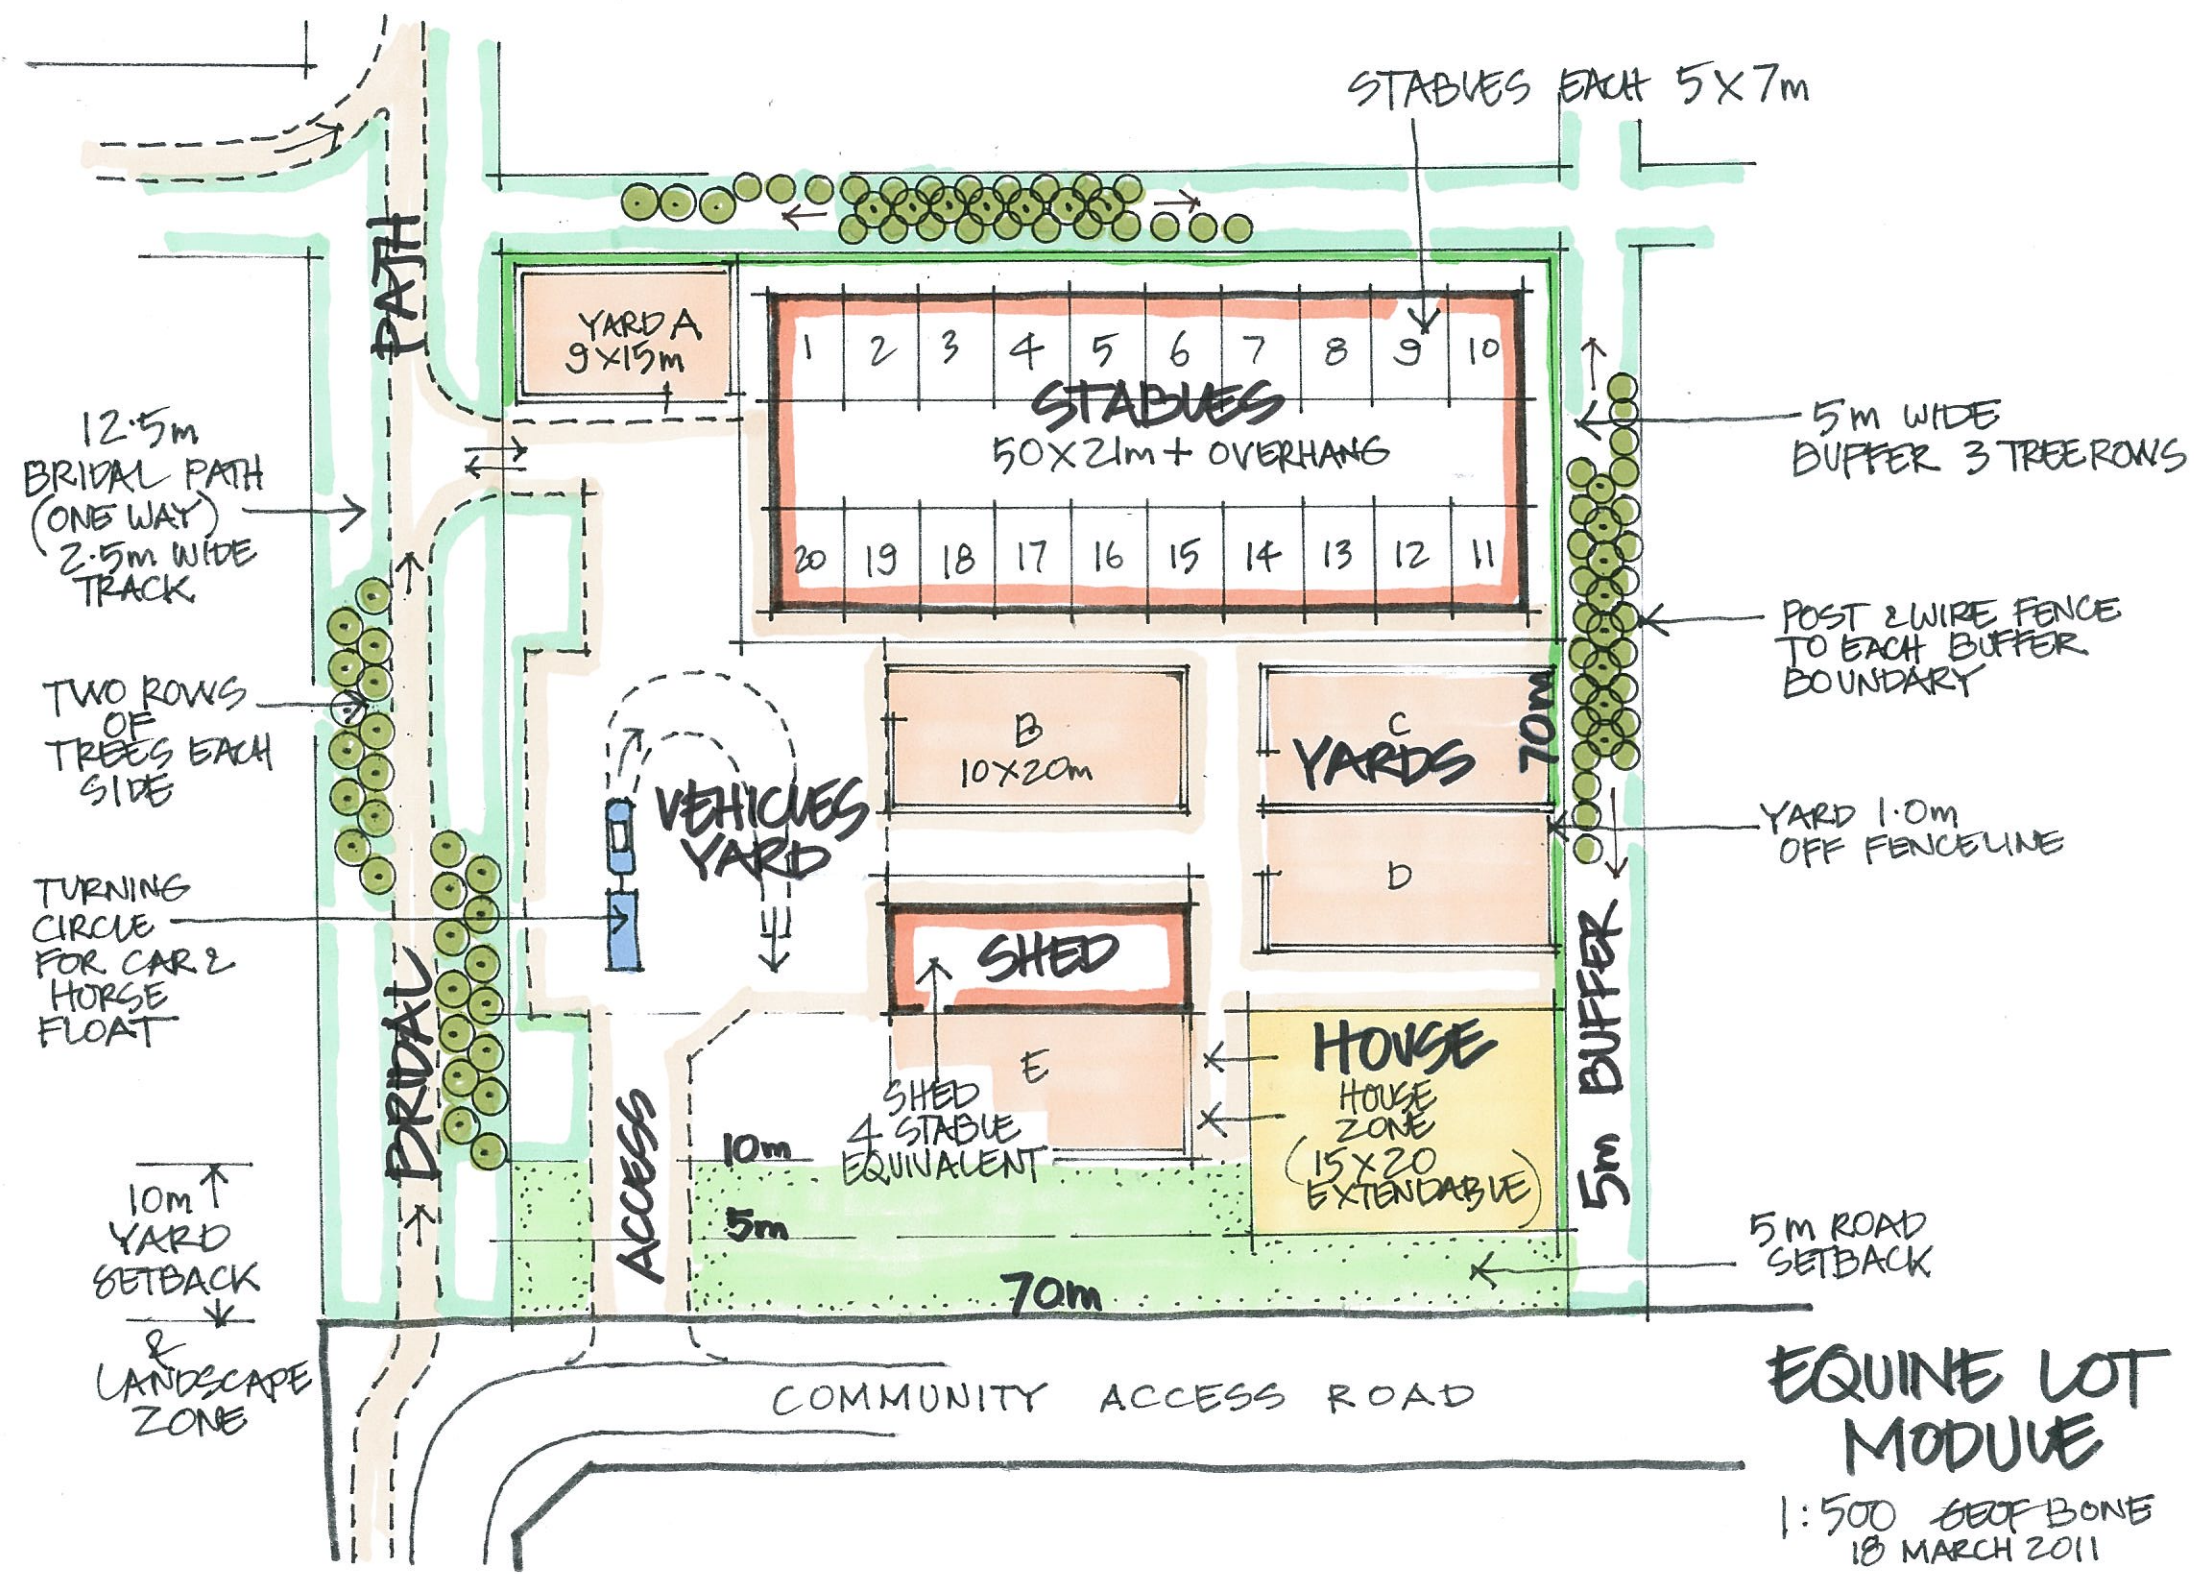 STABLES EACH 5X7m
PATH
YARD A
9X15m
1 2 3 4 5 6 7 8 9 10
STABLES
50X21m + OVERHANG
20 19 18 17 16 15 14 13 12 11
12.5m
BRIDAL PATH
(ONE WAY)
2.5m WIDE
TRACK
5m WIDE
BUFFER 3 TREE ROWS
POST & WIRE FENCE
TO EACH BUFFER
BOUNDARY
TWO ROWS
OF
TREES EACH
SIDE
B
10X20m
C
YARDS
70m
VEHICLES
YARD
YARD 1.0m
OFF FENCELINE
D
TURNING
CIRCLE
FOR CAR &
HORSE
FLOAT
SHED
BRIDAL
5m BUFFER
E
SHED
4 STABLE
EQUIVALENT
HOUSE
HOUSE
ZONE
(15X20
EXTENDABLE)
ACCESS
10m
5m
70m
10m
YARD
SETBACK
&
LANDSCAPE
ZONE
5m ROAD
SETBACK
COMMUNITY ACCESS ROAD
EQUINE LOT
MODULE
1:500 GEOF BONE
18 MARCH 2011